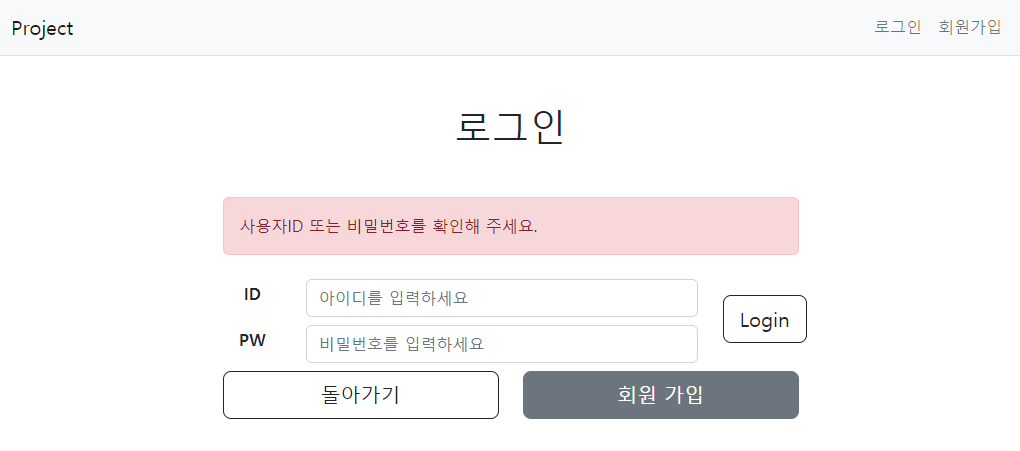 Project 로그인 회원가입
로그인
사용자ID 또는 비밀번호를 확인해 주세요.
ID 아이디를 입력하세요
Login
PW 비밀번호를 입력하세요
돌아가기 회원 가입